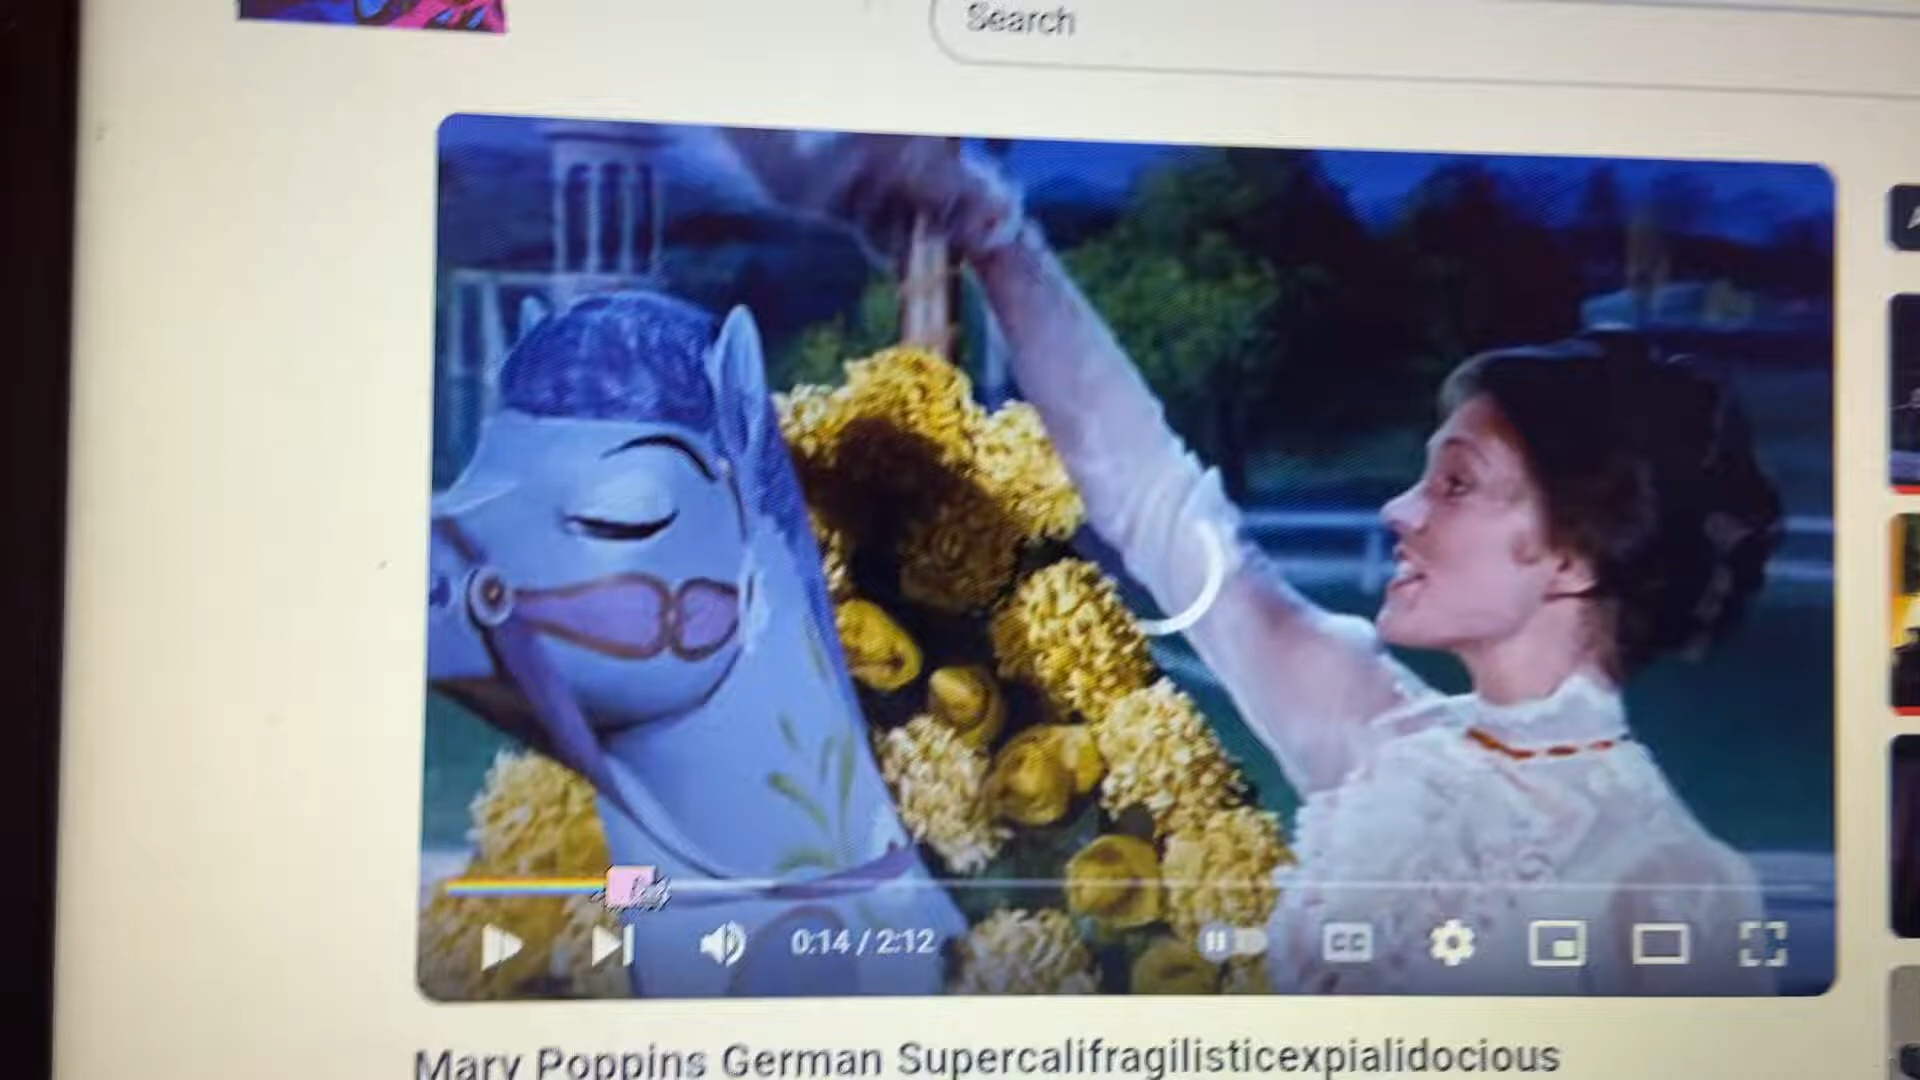 Search
0:14 / 2:12
CC
Mary Poppins German Supercalifragilisticexpialidocious